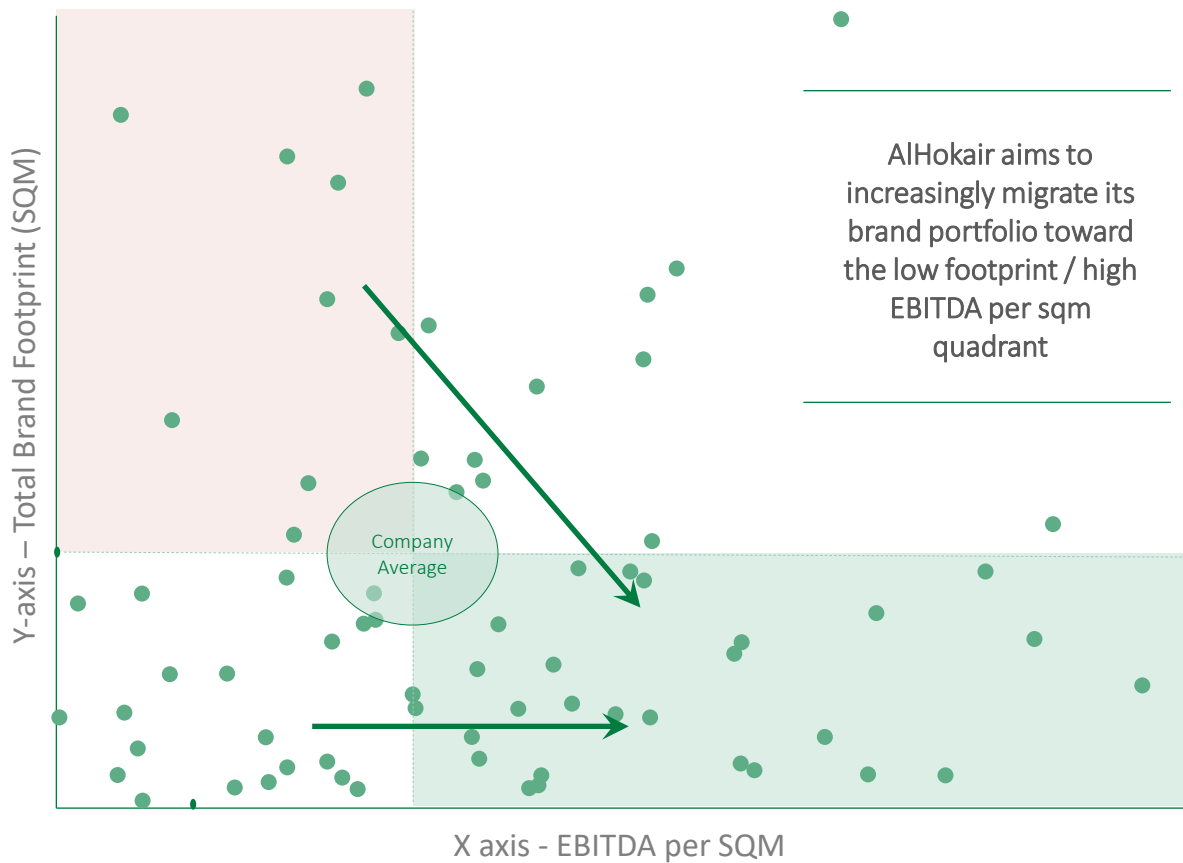 Y-axis – Total Brand Footprint (SQM)
AlHokair aims to
increasingly migrate its
brand portfolio toward
the low footprint / high
EBITDA per sqm
quadrant
Company
Average
X axis - EBITDA per SQM